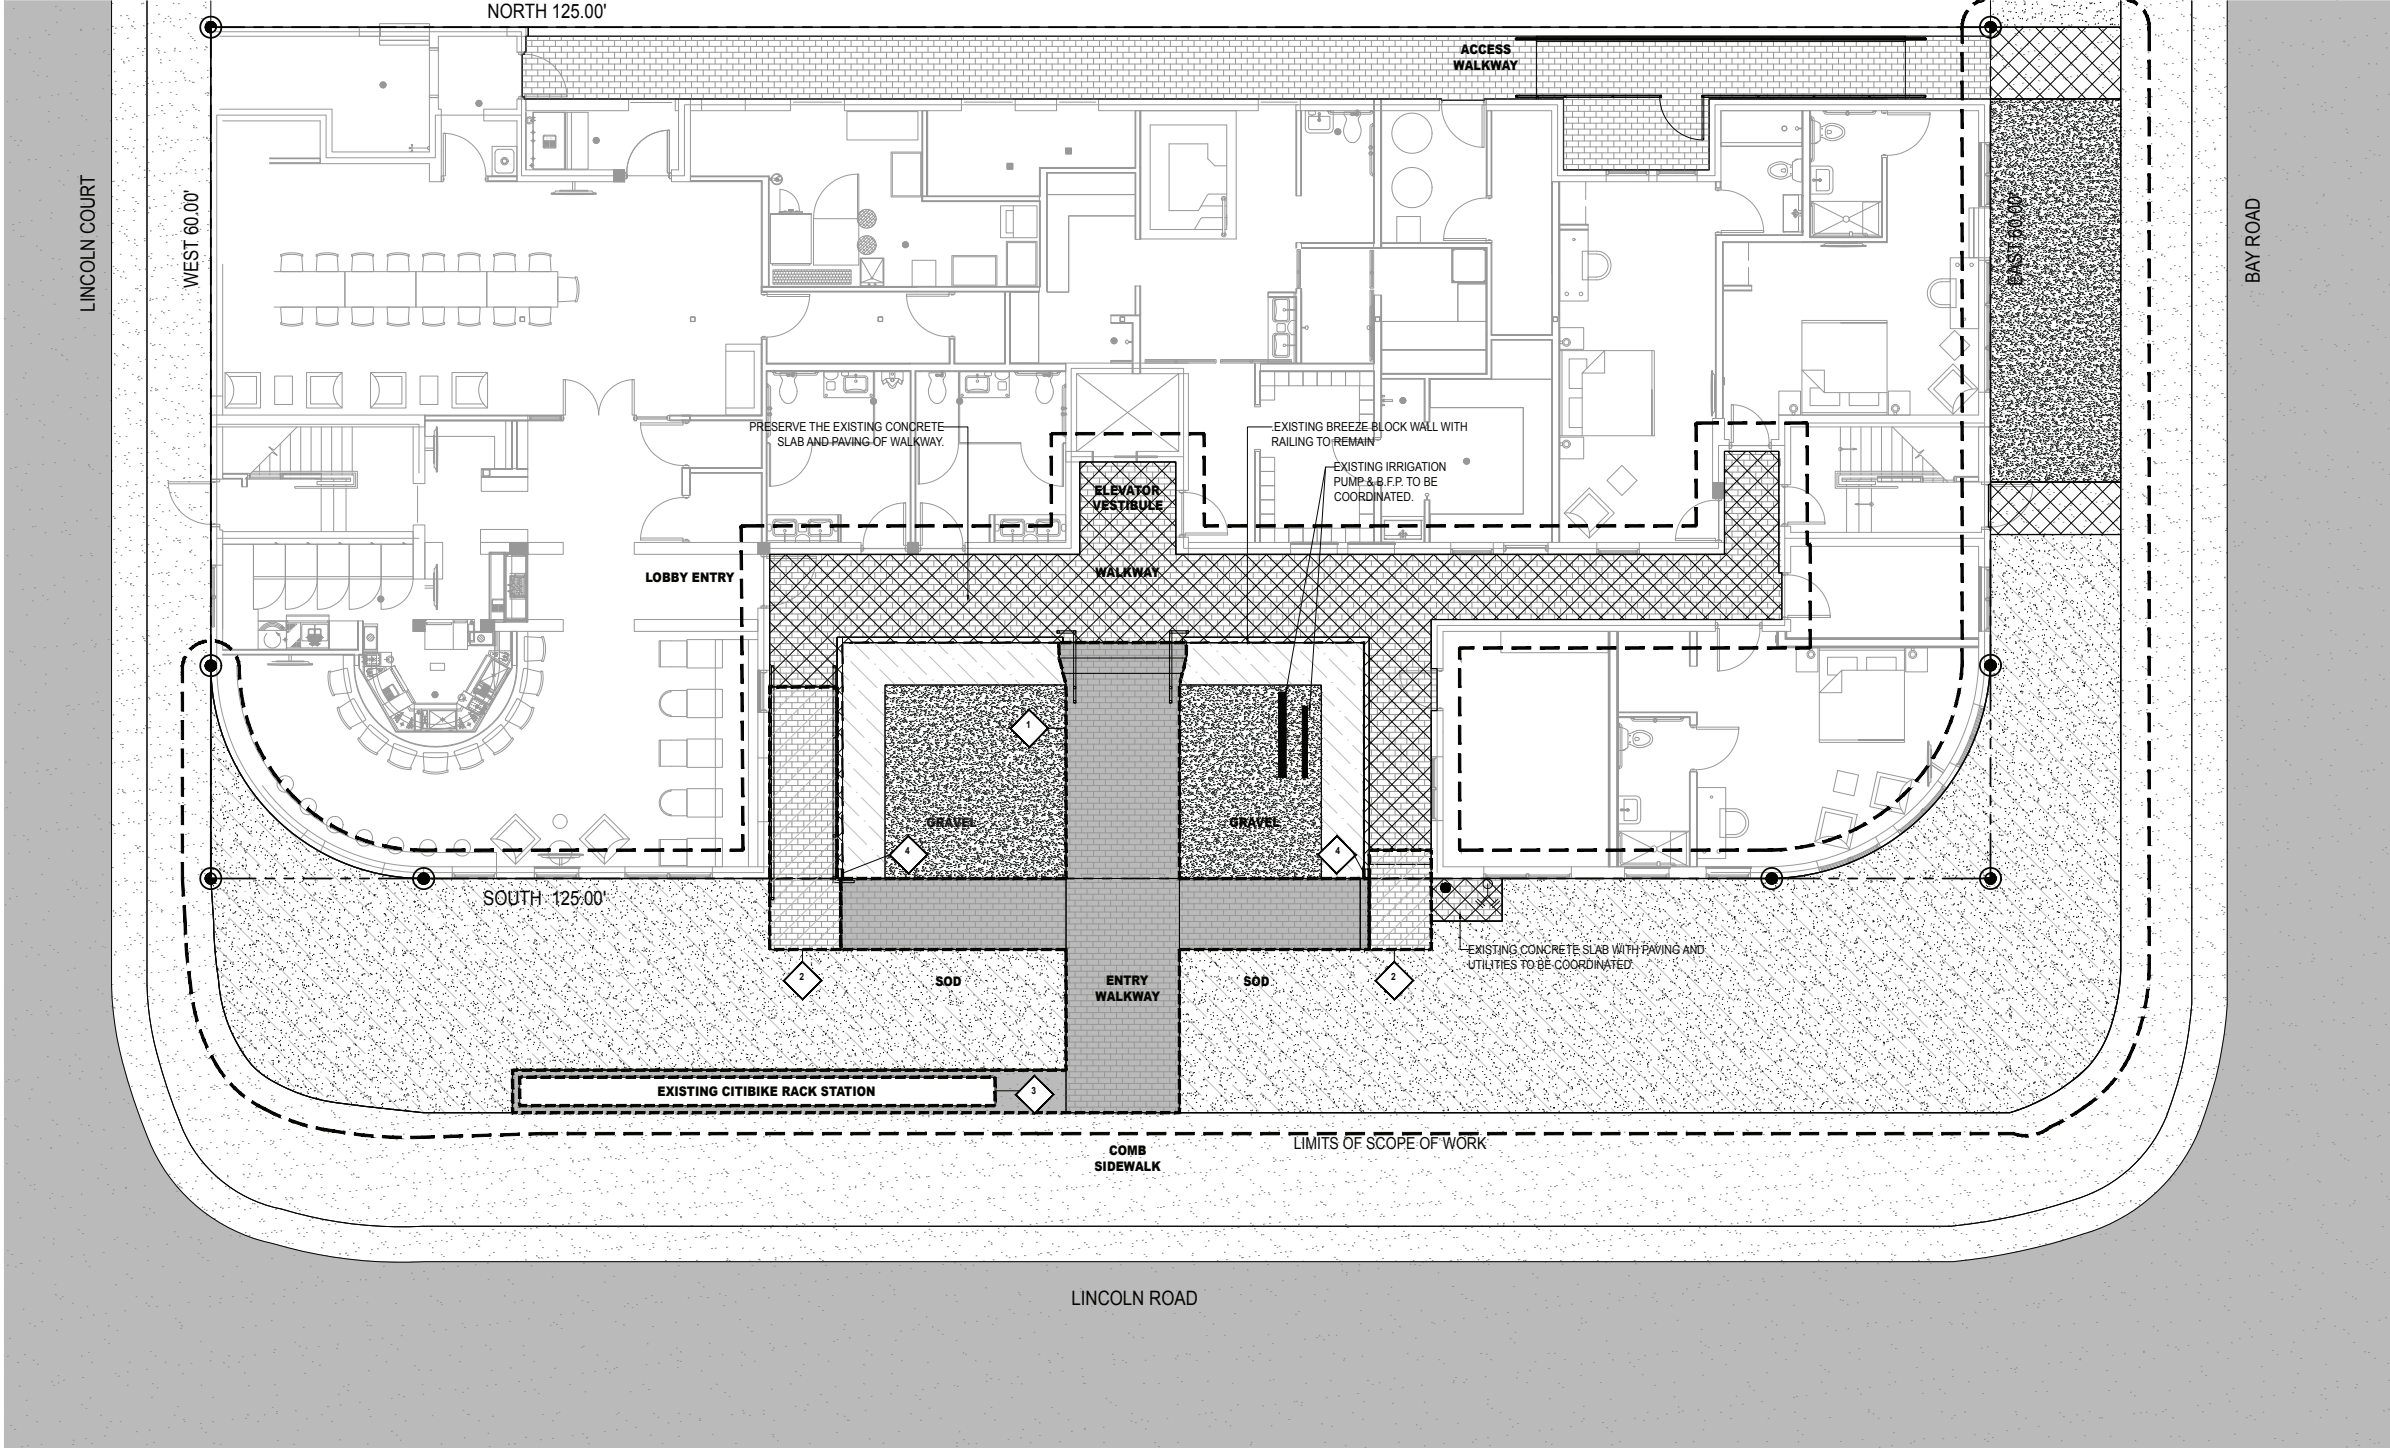 NORTH 125.00'
ACCESS
WALKWAY
LINCOLN COURT
WEST 60.00'
EAST 60.00'
BAY ROAD
PRESERVE THE EXISTING CONCRETE
SLAB AND PAVING OF WALKWAY.
EXISTING BREEZE BLOCK WALL WITH
RAILING TO REMAIN
EXISTING IRRIGATION
PUMP & B.F.P. TO BE
COORDINATED.
ELEVATOR
VESTIBULE
LOBBY ENTRY
WALKWAY
1
GRAVEL
GRAVEL
4
4
SOUTH 125.00'
EXISTING CONCRETE SLAB WITH PAVING AND
UTILITIES TO BE COORDINATED.
2
SOD
ENTRY
WALKWAY
SOD
2
EXISTING CITIBIKE RACK STATION
3
LIMITS OF SCOPE OF WORK
COMB
SIDEWALK
LINCOLN ROAD